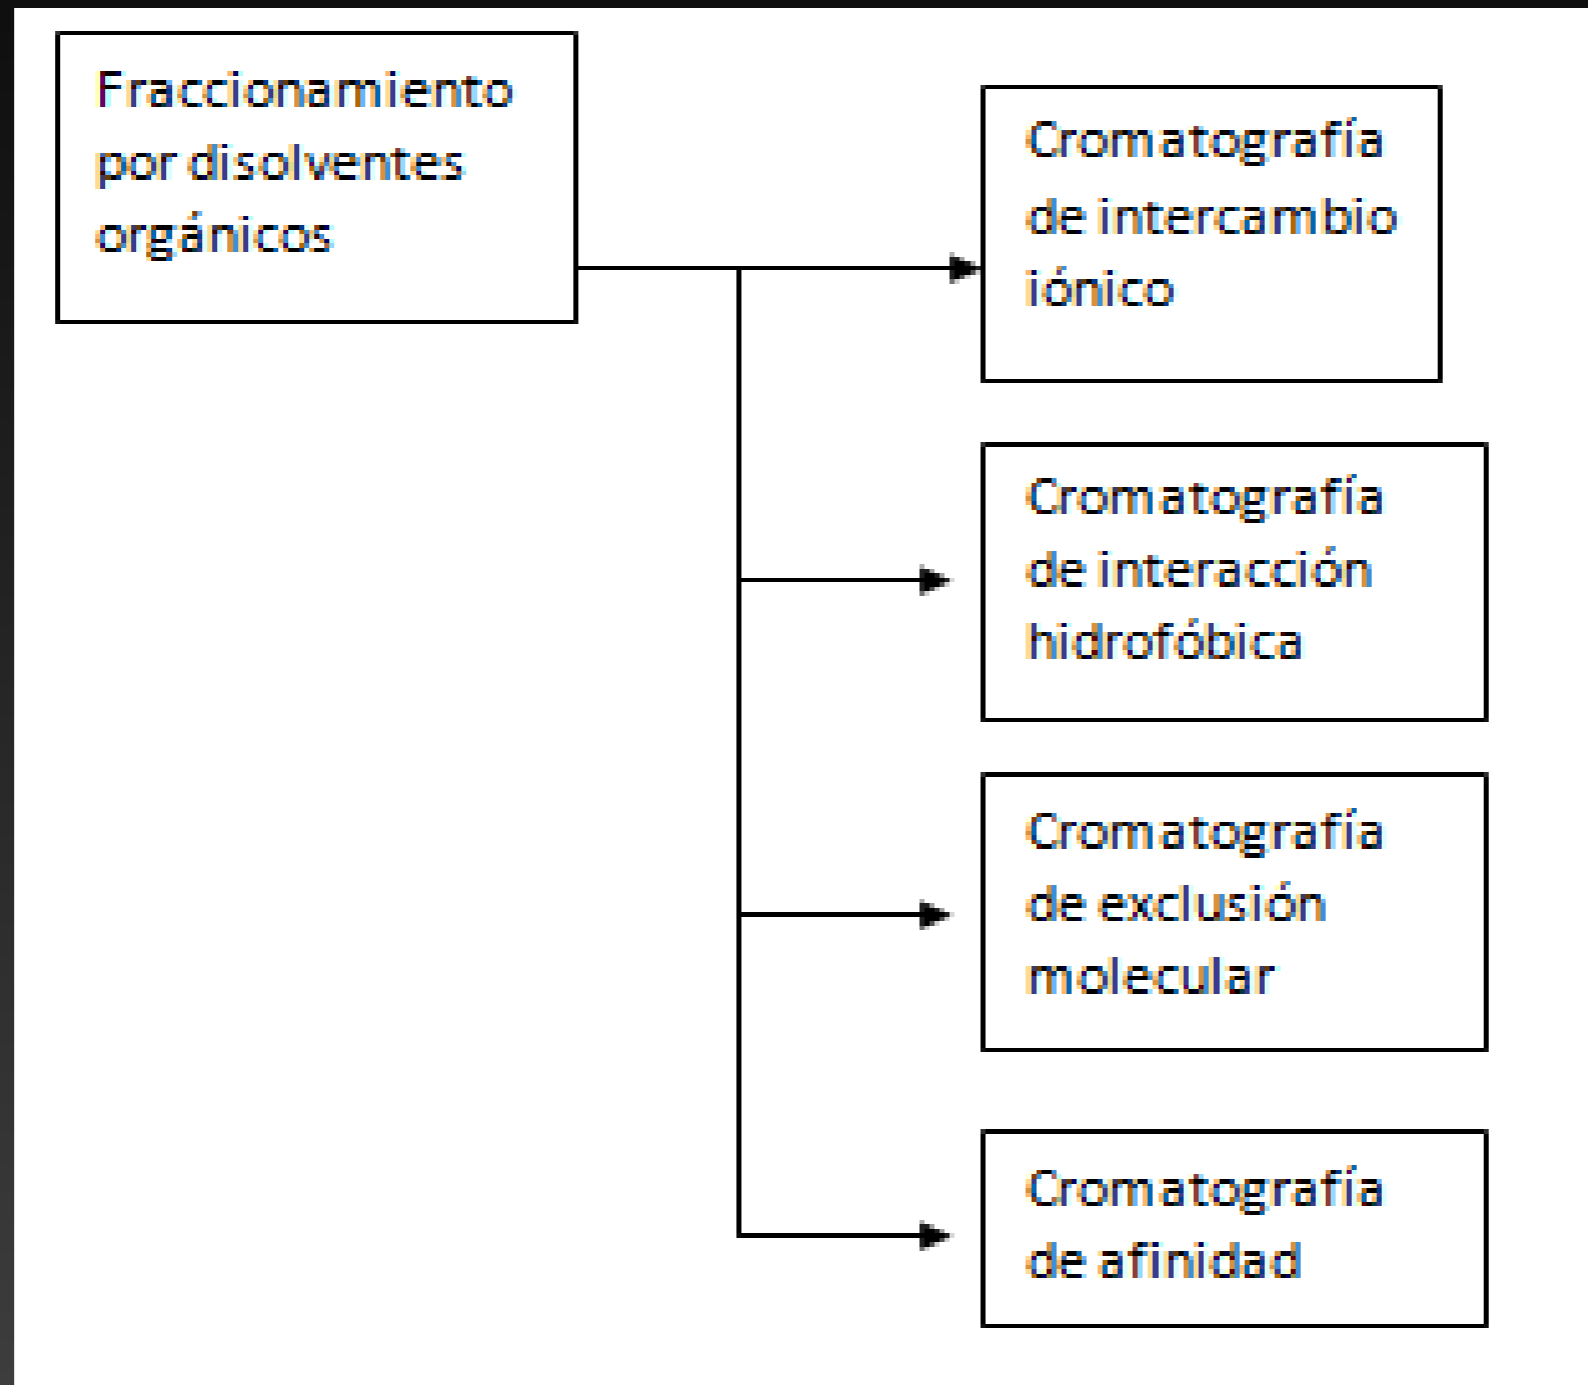 Fraccionamiento
por disolventes
orgánicos
Cromatografía
de intercambio
iónico
Cromatografía
de interacción
hidrofóbica
Cromatografía
de exclusión
molecular
Cromatografía
de afinidad